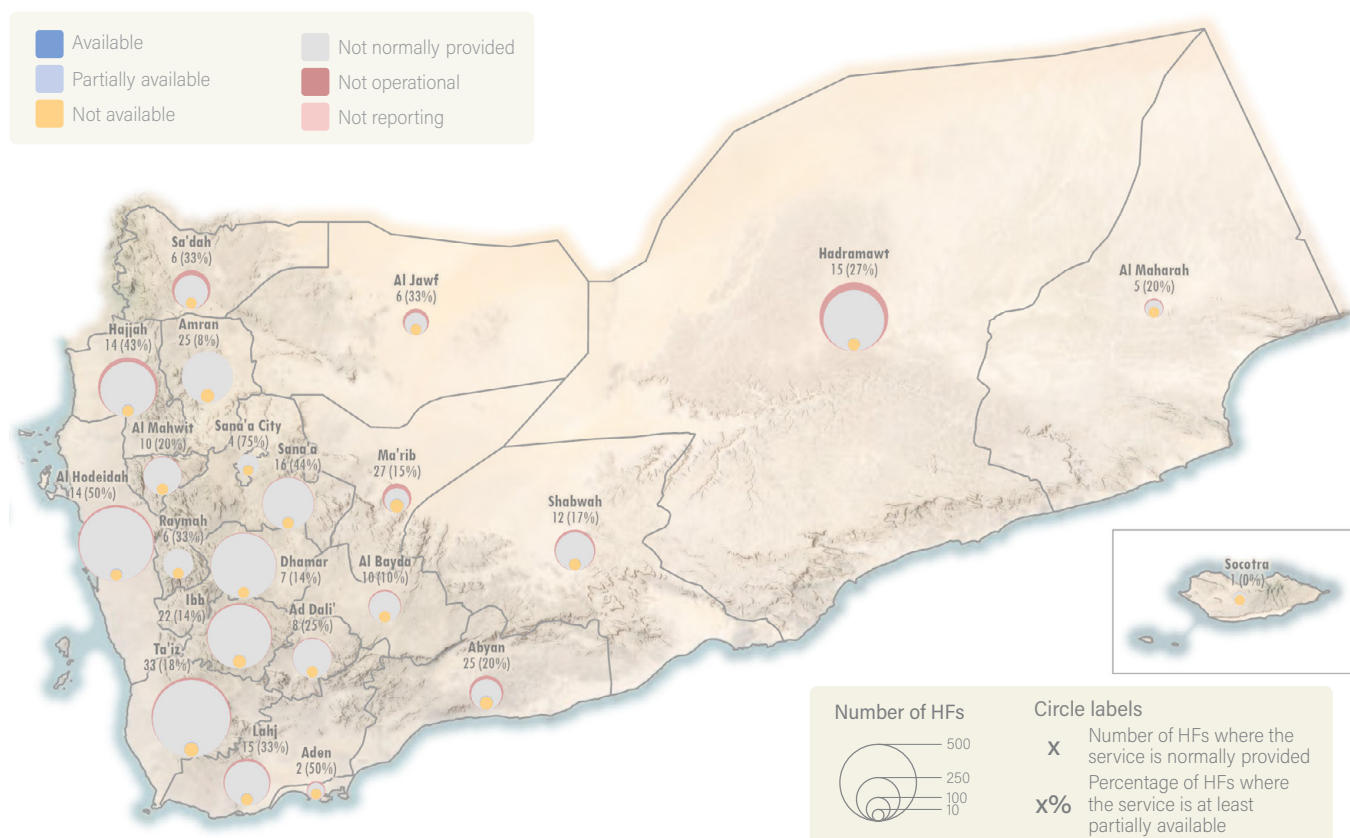 Available
Partially available
Not available
Not normally provided
Not operational
Not reporting
Sa'dah
6 (33%)
Al Jawf
6 (33%)
Hadramawt
15 (27%)
Al Maharah
5 (20%)
Hajjah
14 (43%)
Amran
25 (8%)
Al Mahwit
10 (20%)
Sana'a City
4 (75%)
Sana'a
16 (44%)
Ma'rib
27 (15%)
Al Hodeidah
14 (50%)
Shabwah
12 (17%)
Raymah
6 (33%)
Dhamar
7 (14%)
Al Bayda
10 (10%)
Socotra
1 (0%)
Ibb
22 (14%)
Ad Dali'
8 (25%)
Ta'iz
33 (18%)
Abyan
25 (20%)
Lahj
15 (33%)
Aden
2 (50%)
Number of HFs
500
250
100
10
Circle labels
x Number of HFs where the
service is normally provided
x% Percentage of HFs where
the service is at least
partially available